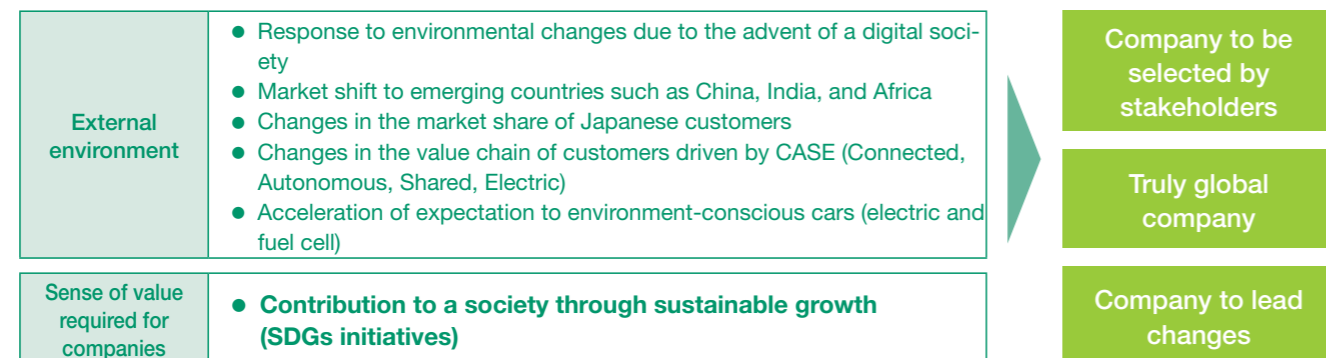 External
environment
● Response to environmental changes due to the advent of a digital soci-
ety
● Market shift to emerging countries such as China, India, and Africa
● Changes in the market share of Japanese customers
● Changes in the value chain of customers driven by CASE (Connected,
Autonomous, Shared, Electric)
● Acceleration of expectation to environment-conscious cars (electric and
fuel cell)
Sense of value
required for
companies
● Contribution to a society through sustainable growth
(SDGs initiatives)
Company to be
selected by
stakeholders
Truly global
company
Company to lead
changes